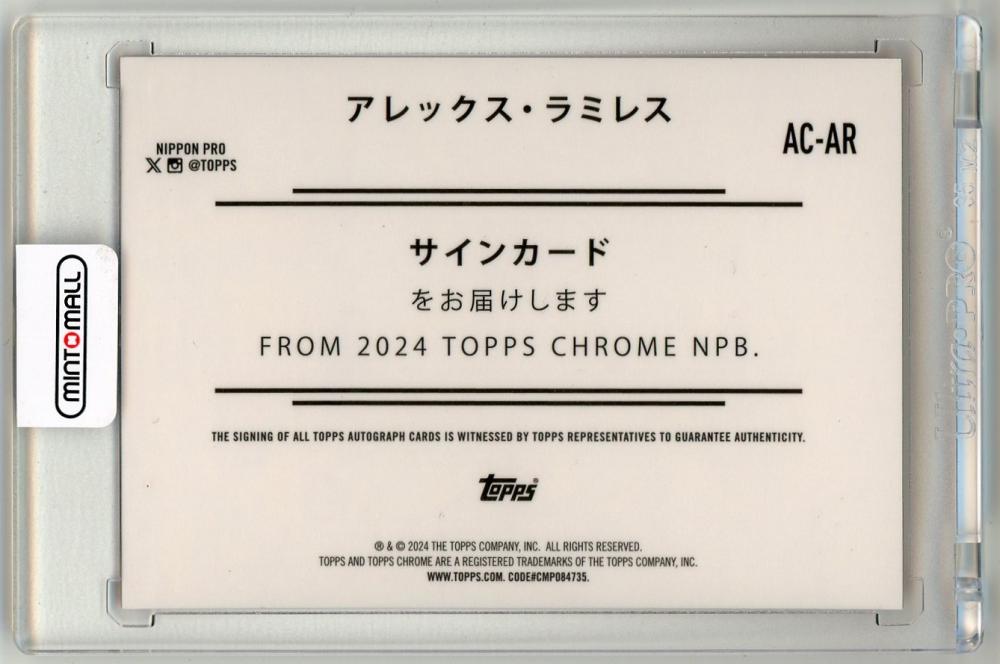 アレックス・ラミレス
AC-AR
NIPPON PRO
@TOPPS
サインカード
をお届けします
FROM 2024 TOPPS CHROME NPB.
THE SIGNING OF ALL TOPPS AUTOGRAPH CARDS IS WITNESSED BY TOPPS REPRESENTATIVES TO GUARANTEE AUTHENTICITY.
topps®
® & © 2024 THE TOPPS COMPANY, INC. ALL RIGHTS RESERVED.
TOPPS AND TOPPS CHROME ARE A REGISTERED TRADEMARKS OF THE TOPPS COMPANY, INC.
WWW.TOPPS.COM. CODE#CMP084735.
MINTOMALL